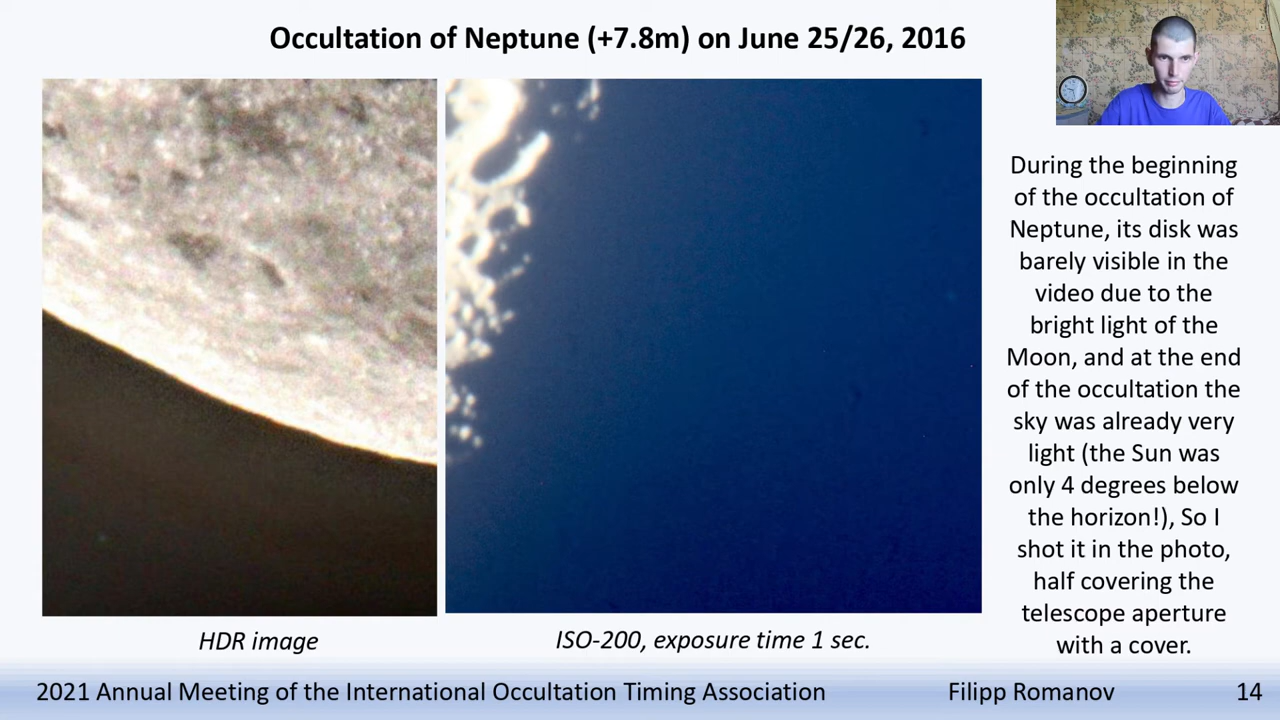 Occultation of Neptune (+7.8m) on June 25/26, 2016
During the beginning
of the occultation of
Neptune, its disk was
barely visible in the
video due to the
bright light of the
Moon, and at the end
of the occultation the
sky was already very
light (the Sun was
only 4 degrees below
the horizon!), So I
shot it in the photo,
half covering the
telescope aperture
with a cover.
HDR image
ISO-200, exposure time 1 sec.
2021 Annual Meeting of the International Occultation Timing Association
Filipp Romanov
14